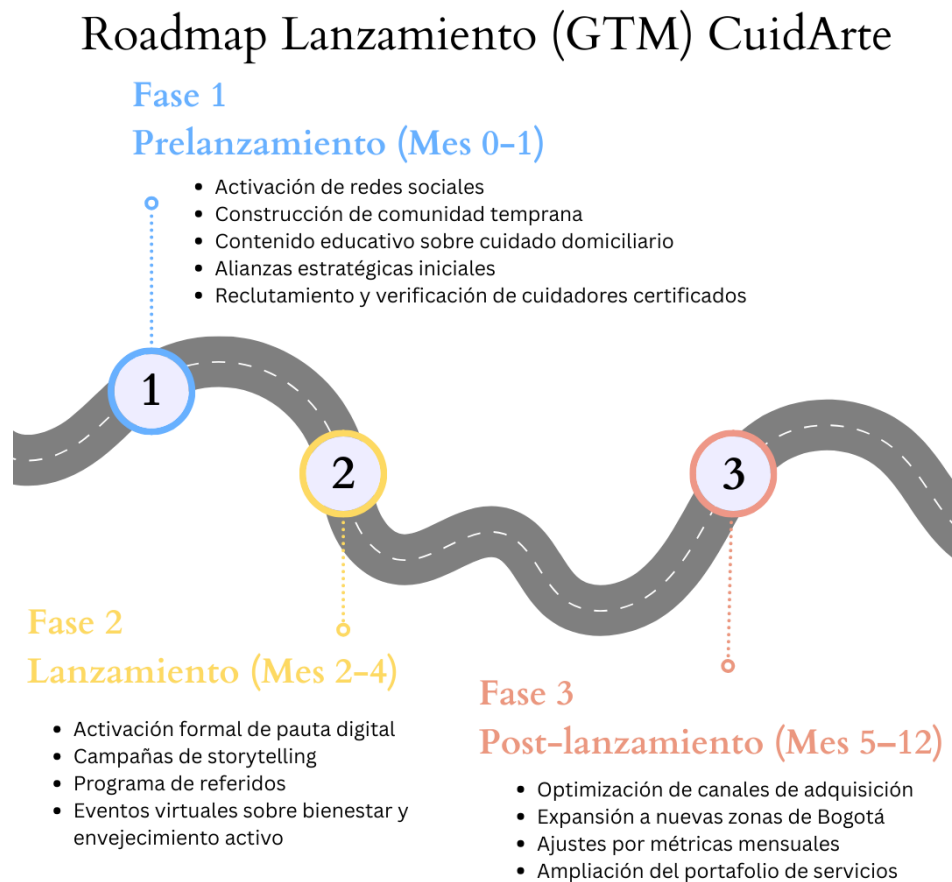 Roadmap Lanzamiento (GTM) CuidArte
Fase 1
Prelanzamiento (Mes 0-1)
• Activación de redes sociales
• Construcción de comunidad temprana
• Contenido educativo sobre cuidado domiciliario
• Alianzas estratégicas iniciales
• Reclutamiento y verificación de cuidadores certificados
1
2
3
Fase 2
Lanzamiento (Mes 2-4)
• Activación formal de pauta digital
• Campañas de storytelling
• Programa de referidos
• Eventos virtuales sobre bienestar y
envejecimiento activo
Fase 3
Post-lanzamiento (Mes 5–12)
• Optimización de canales de adquisición
• Expansión a nuevas zonas de Bogotá
• Ajustes por métricas mensuales
• Ampliación del portafolio de servicios